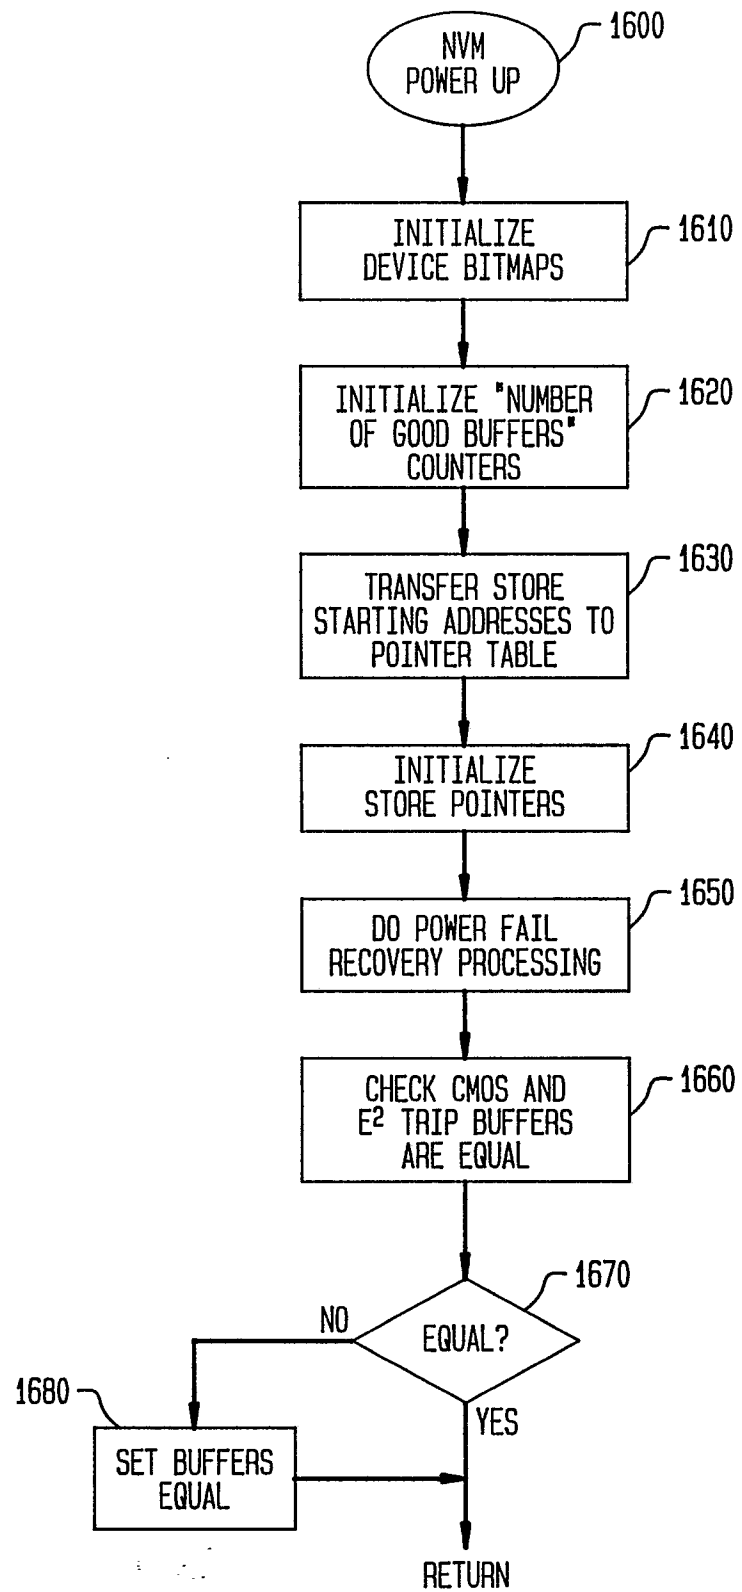 NVM
POWER UP
1600
INITIALIZE
DEVICE BITMAPS
1610
INITIALIZE "NUMBER
OF GOOD BUFFERS"
COUNTERS
1620
TRANSFER STORE
STARTING ADDRESSES TO
POINTER TABLE
1630
INITIALIZE
STORE POINTERS
1640
DO POWER FAIL
RECOVERY PROCESSING
1650
CHECK CMOS AND
E² TRIP BUFFERS
ARE EQUAL
1660
EQUAL?
1670
NO
YES
1680
SET BUFFERS
EQUAL
RETURN